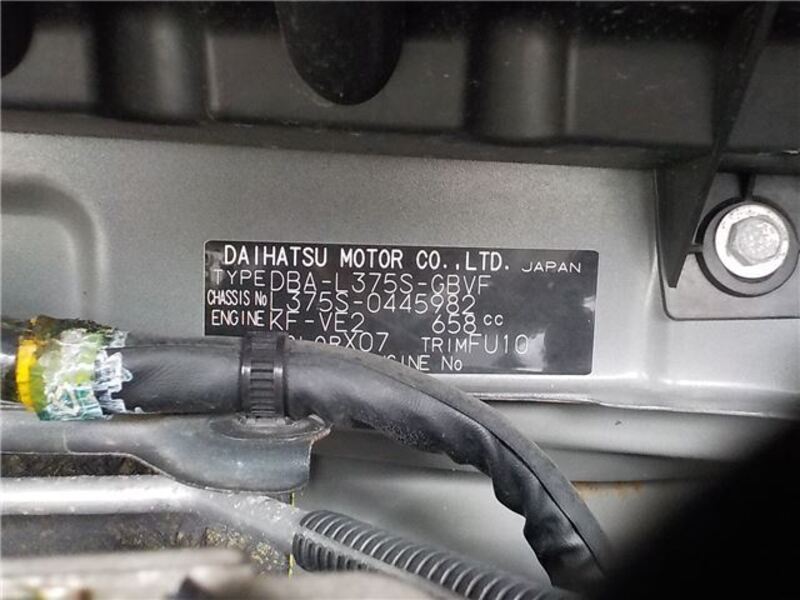 DAIHATSU MOTOR CO.,LTD. JAPAN
TYPE DBA-L375S-GBVF
CHASSIS No L375S-0445982
ENGINE KF-VE2 658 cc
X07 TRIM FU10
No